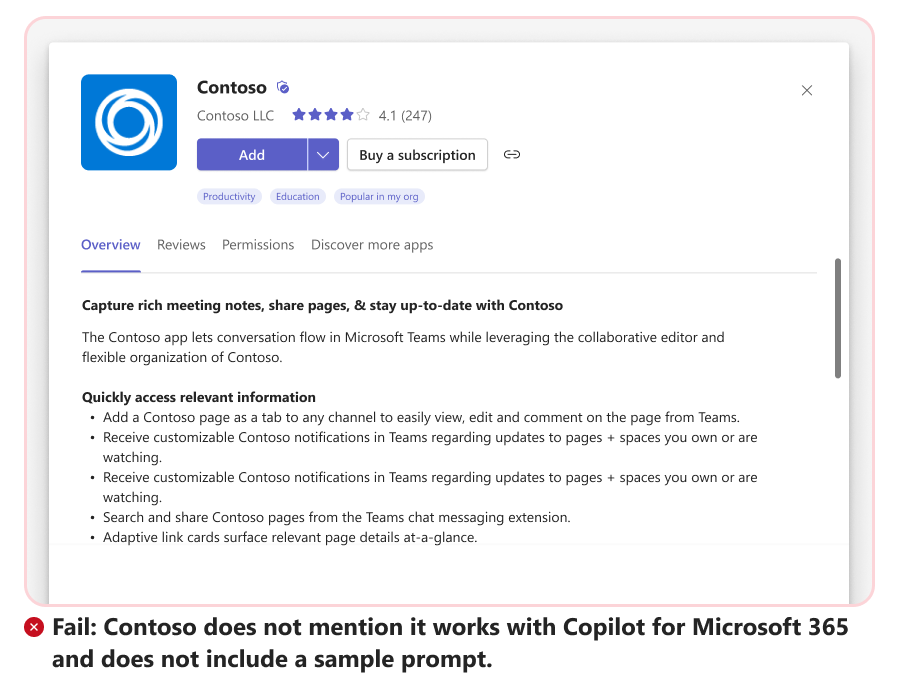 Contoso
Contoso LLC 4.1 (247)
Add Buy a subscription
Productivity Education Popular in my org
Overview Reviews Permissions Discover more apps
Capture rich meeting notes, share pages, & stay up-to-date with Contoso
The Contoso app lets conversation flow in Microsoft Teams while leveraging the collaborative editor and
flexible organization of Contoso.
Quickly access relevant information
• Add a Contoso page as a tab to any channel to easily view, edit and comment on the page from Teams.
• Receive customizable Contoso notifications in Teams regarding updates to pages + spaces you own or are
watching.
• Receive customizable Contoso notifications in Teams regarding updates to pages + spaces you own or are
watching.
• Search and share Contoso pages from the Teams chat messaging extension.
• Adaptive link cards surface relevant page details at-a-glance.
Fail: Contoso does not mention it works with Copilot for Microsoft 365
and does not include a sample prompt.